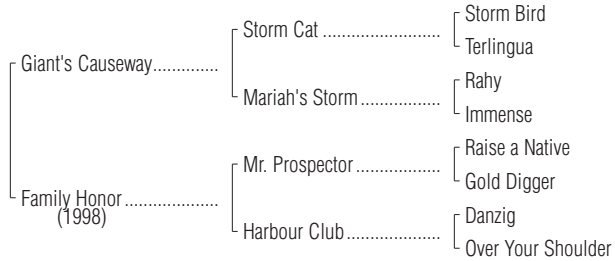 Storm Bird
Storm Cat ........................
Terlingua
Giant's Causeway..............
Rahy
Mariah's Storm .................
Immense
Raise a Native
Mr. Prospector ..................
Gold Digger
Family Honor ....................
(1998)
Danzig
Harbour Club ....................
Over Your Shoulder